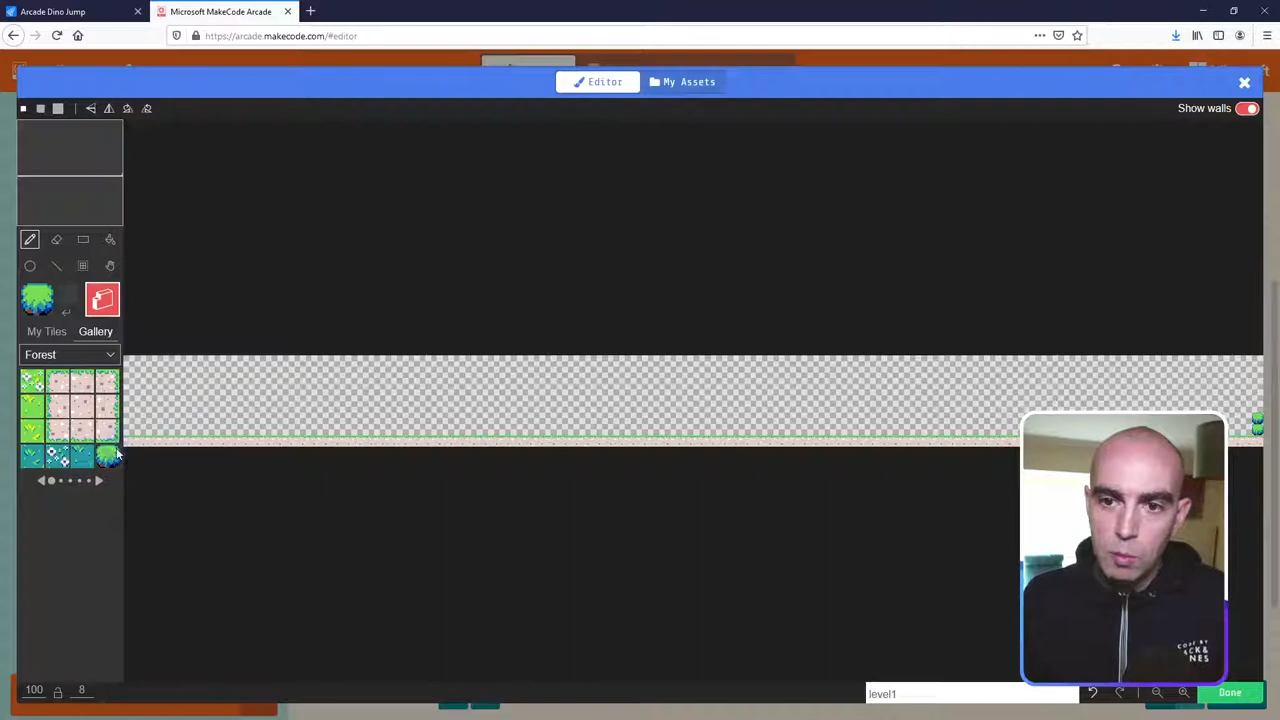 Arcade Dino Jump
Microsoft MakeCode Arcade
https://arcade.makecode.com/#editor
Editor
My Assets
Show walls
My Tiles
Gallery
Forest
100
8
level1
Done